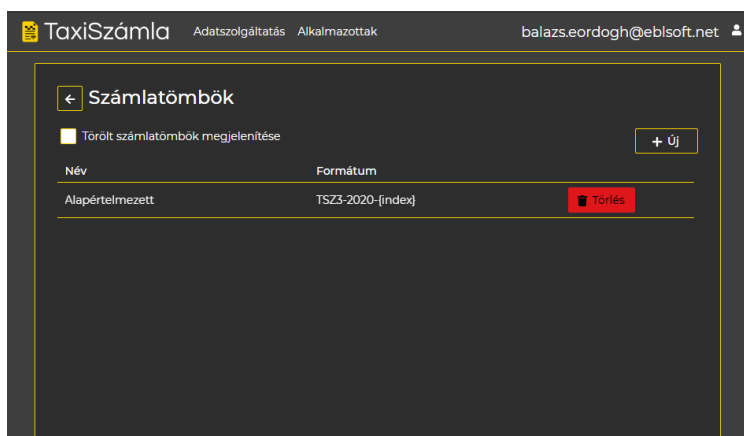 TaxiSzámla Adatszolgáltatás Alkalmazottak balazs.eordogh@eblsoft.net
Számlatömbök
Törölt számlatömbök megjelenítése
+ Új
Név Formátum
Alapértelmezett TSZ3-2020-{index} Törlés